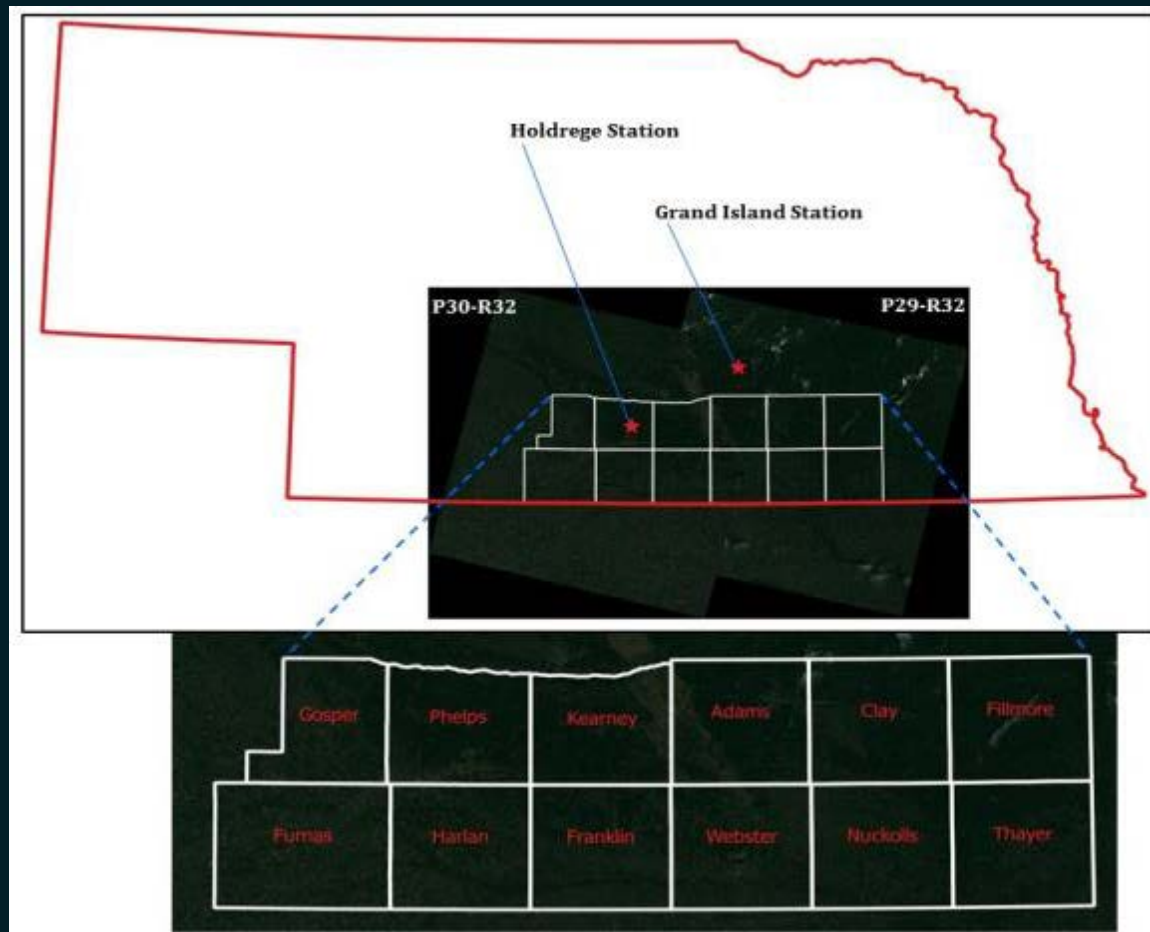 Holdrege Station
Grand Island Station
P30-R32
P29-R32
Gosper
Phelps
Kearney
Adams
Clay
Fillmore
Furnas
Harlan
Franklin
Webster
Nuckolls
Thayer